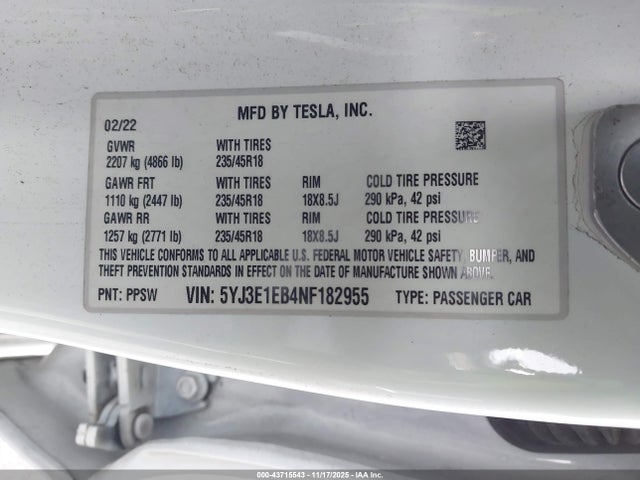 MFD BY TESLA, INC.
02/22
GVWR WITH TIRES
2207 kg (4866 lb) 235/45R18
GAWR FRT WITH TIRES RIM COLD TIRE PRESSURE
1110 kg (2447 lb) 235/45R18 18X8.5J 290 kPa, 42 psi
GAWR RR WITH TIRES RIM COLD TIRE PRESSURE
1257 kg (2771 lb) 235/45R18 18X8.5J 290 kPa, 42 psi
THIS VEHICLE CONFORMS TO ALL APPLICABLE U.S. FEDERAL MOTOR VEHICLE SAFETY, BUMPER, AND
THEFT PREVENTION STANDARDS IN EFFECT ON THE DATE OF MANUFACTURE SHOWN ABOVE.
PNT: PPSW VIN: 5YJ3E1EB4NF182955 TYPE: PASSENGER CAR
000-43715543 - 11/17/2025 - IAAI.COM